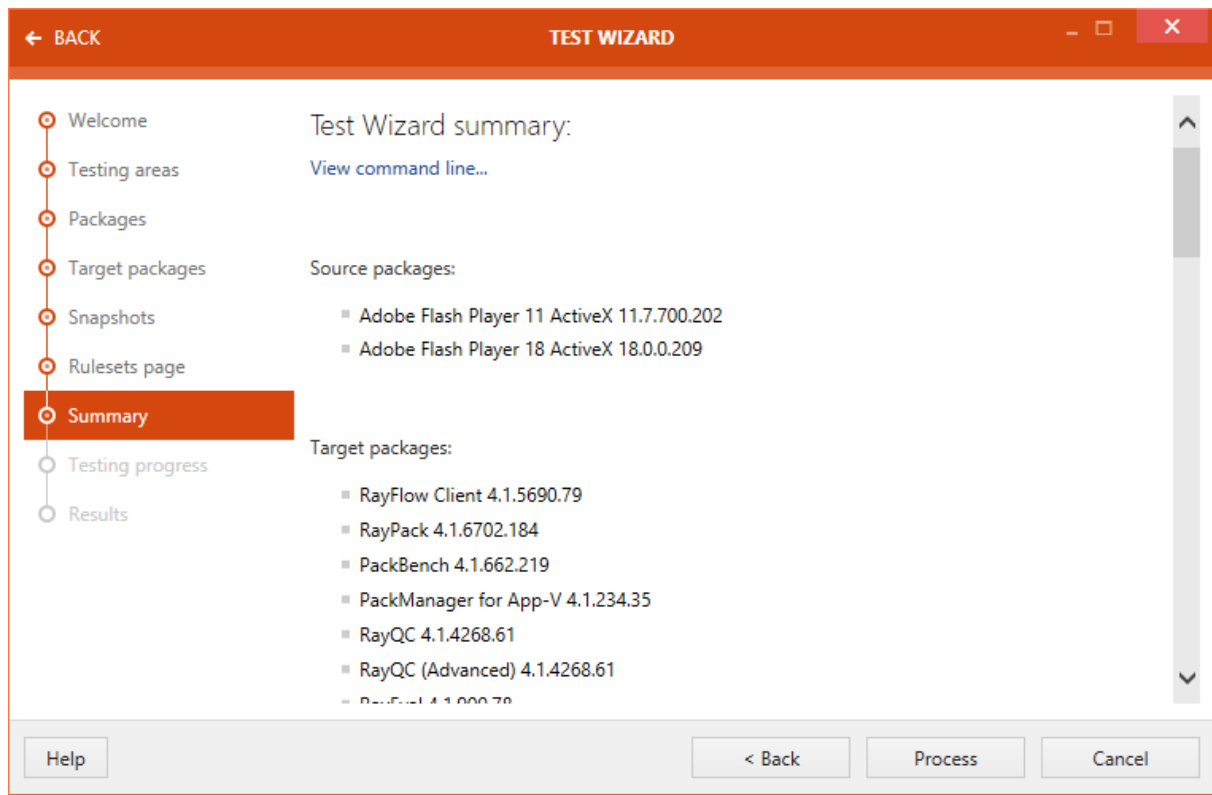 BACK
TEST WIZARD
Welcome
Testing areas
Packages
Target packages
Snapshots
Rulesets page
Summary
Testing progress
Results
Test Wizard summary:
View command line...
Source packages:
Adobe Flash Player 11 ActiveX 11.7.700.202
Adobe Flash Player 18 ActiveX 18.0.0.209
Target packages:
RayFlow Client 4.1.5690.79
RayPack 4.1.6702.184
PackBench 4.1.662.219
PackManager for App-V 4.1.234.35
RayQC 4.1.4268.61
RayQC (Advanced) 4.1.4268.61
Help
< Back
Process
Cancel